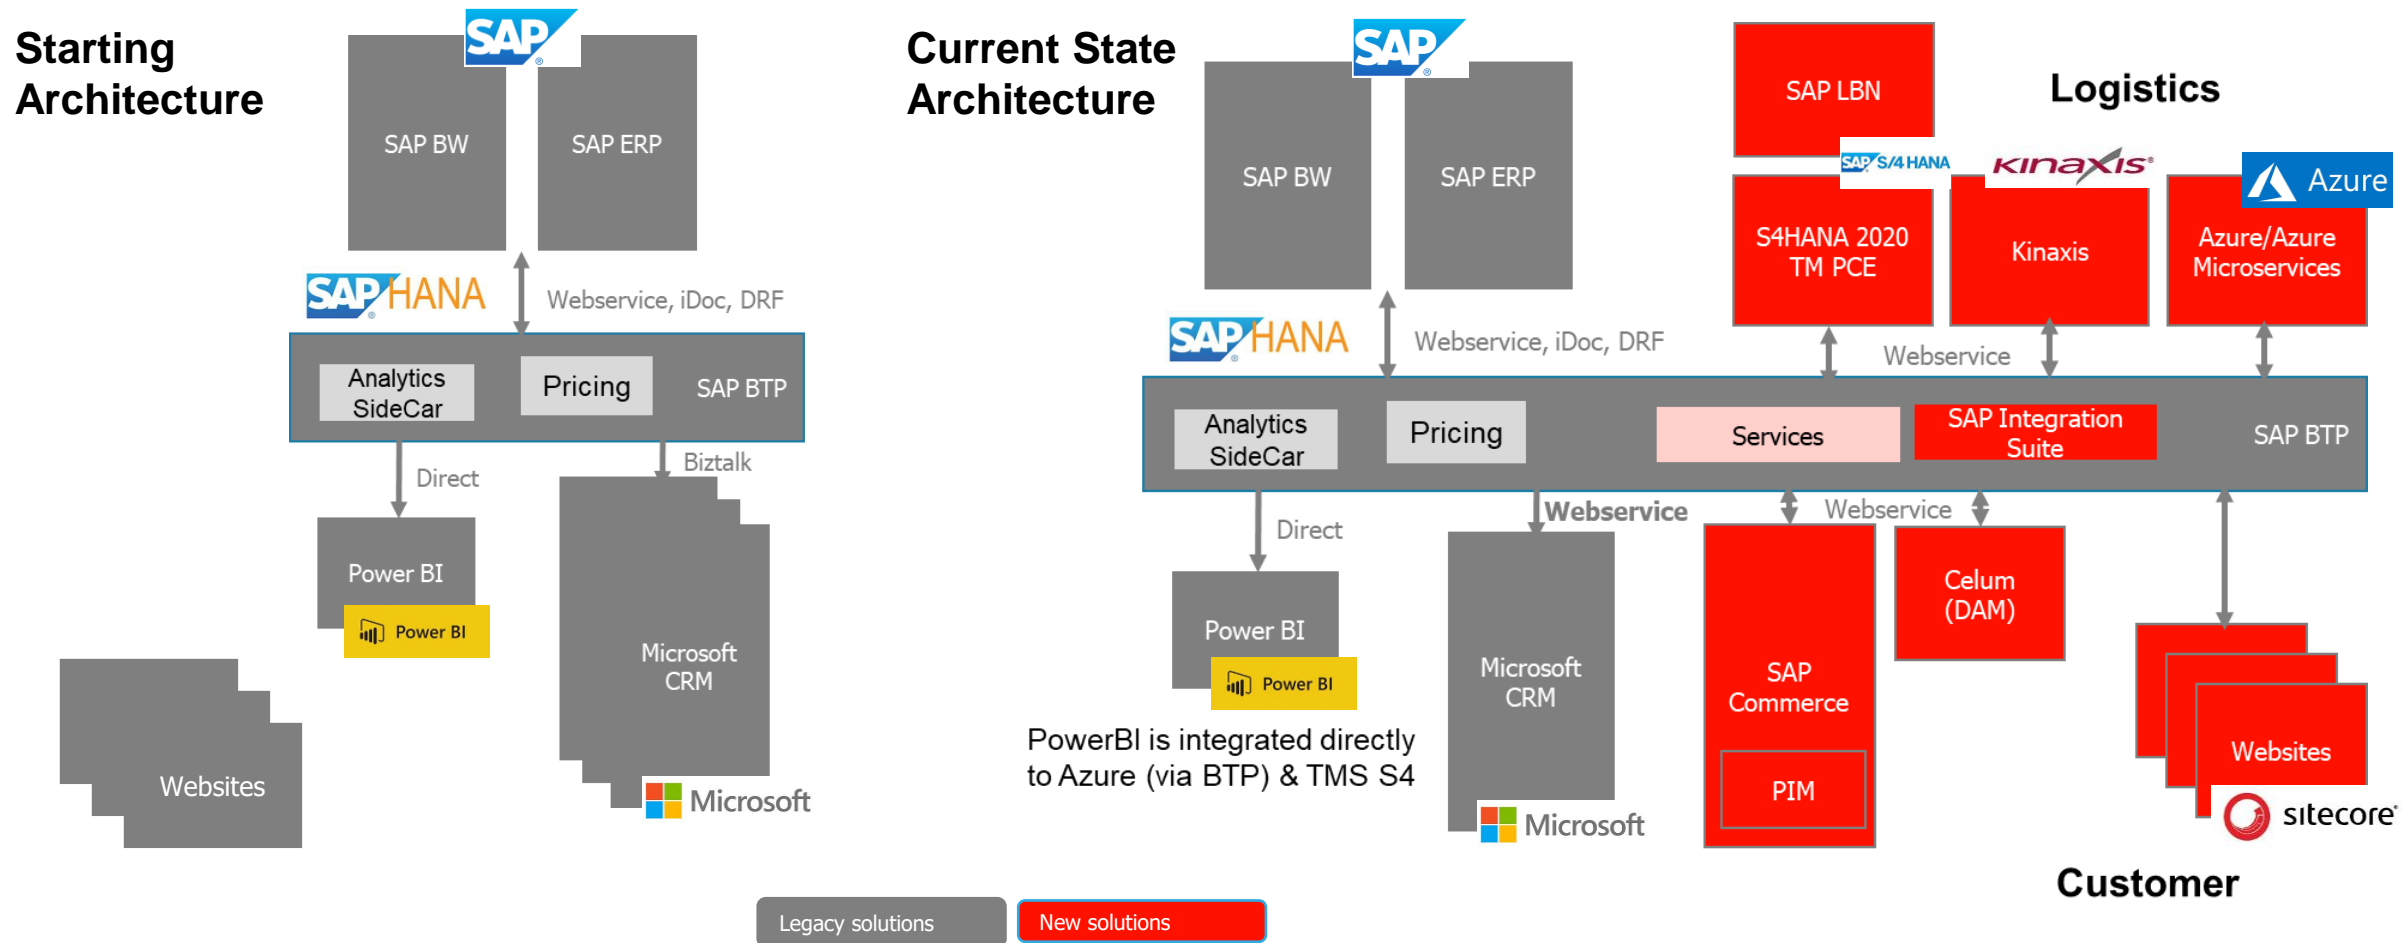 Starting
Architecture
SAP
®
SAP BW
SAP ERP
SAP HANA
®
Webservice, iDoc, DRF
Analytics
SideCar
Pricing
SAP BTP
Direct
Biztalk
Power BI
Power BI
Microsoft
CRM
Microsoft
Websites
Current State
Architecture
SAP
®
SAP BW
SAP ERP
SAP HANA
®
Webservice, iDoc, DRF
SAP LBN
Logistics
SAP S/4 HANA
KINAXIS®
Azure
S4HANA 2020
TM PCE
Kinaxis
Azure/Azure
Microservices
Webservice
Analytics
SideCar
Pricing
Services
SAP Integration
Suite
SAP BTP
Direct
Webservice
Webservice
Power BI
Power BI
PowerBI is integrated directly
to Azure (via BTP) & TMS S4
Microsoft
CRM
Microsoft
SAP
Commerce
PIM
Celum
(DAM)
Websites
sitecore®
Customer
Legacy solutions
New solutions